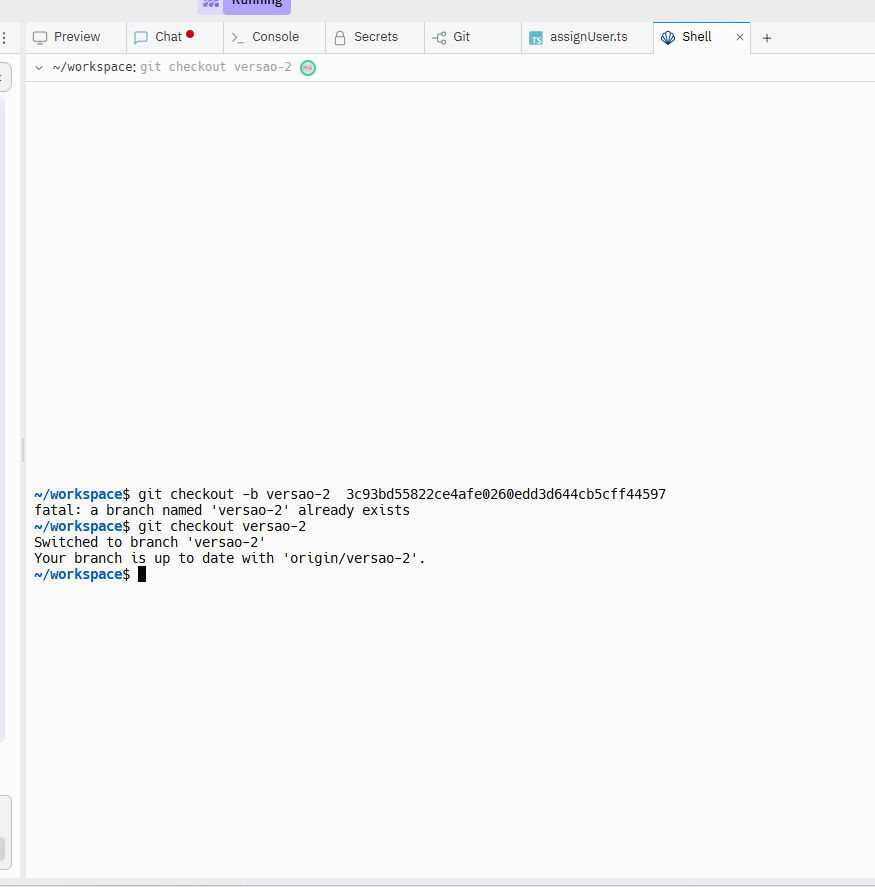 Running
Preview Chat Console Secrets Git TS assignUser.ts Shell × +
~/workspace: git checkout versao-2 MA
~/workspace$ git checkout -b versao-2  3c93bd55822ce4afe0260edd3d644cb5cff44597
fatal: a branch named 'versao-2' already exists
~/workspace$ git checkout versao-2
Switched to branch 'versao-2'
Your branch is up to date with 'origin/versao-2'.
~/workspace$